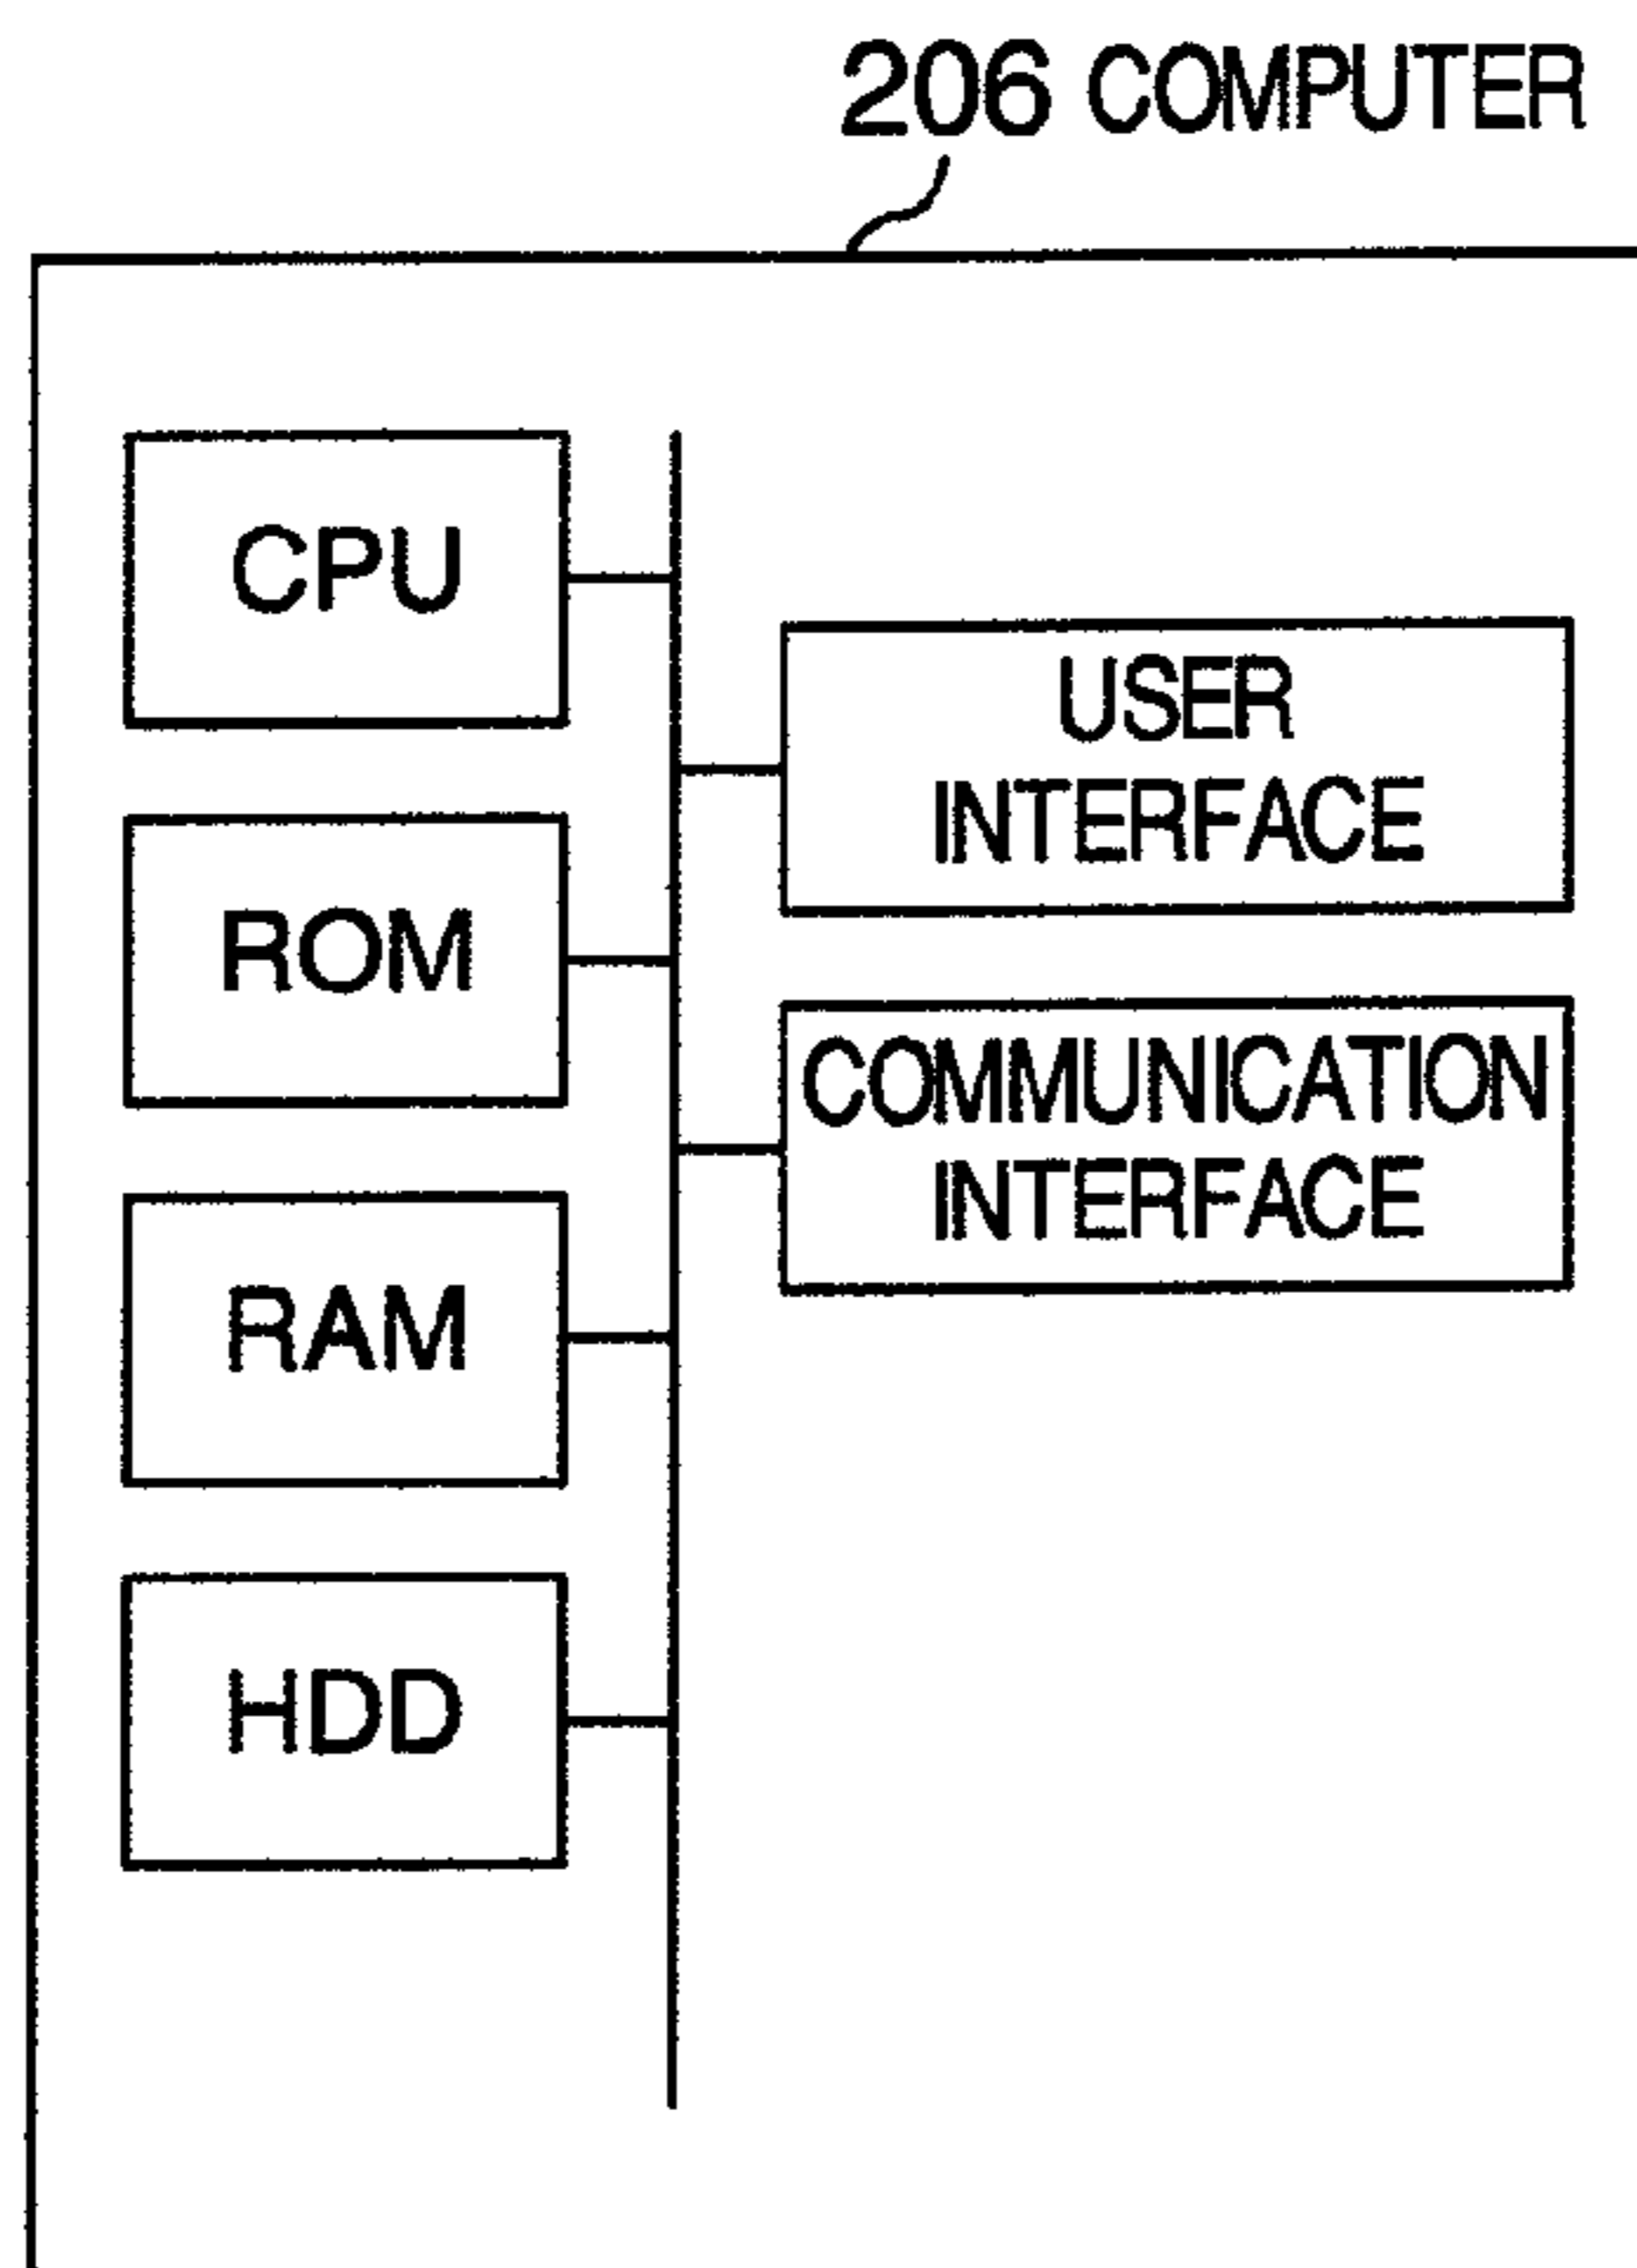 206 COMPUTER
CPU
ROM
RAM
HDD
USER
INTERFACE
COMMUNICATION
INTERFACE